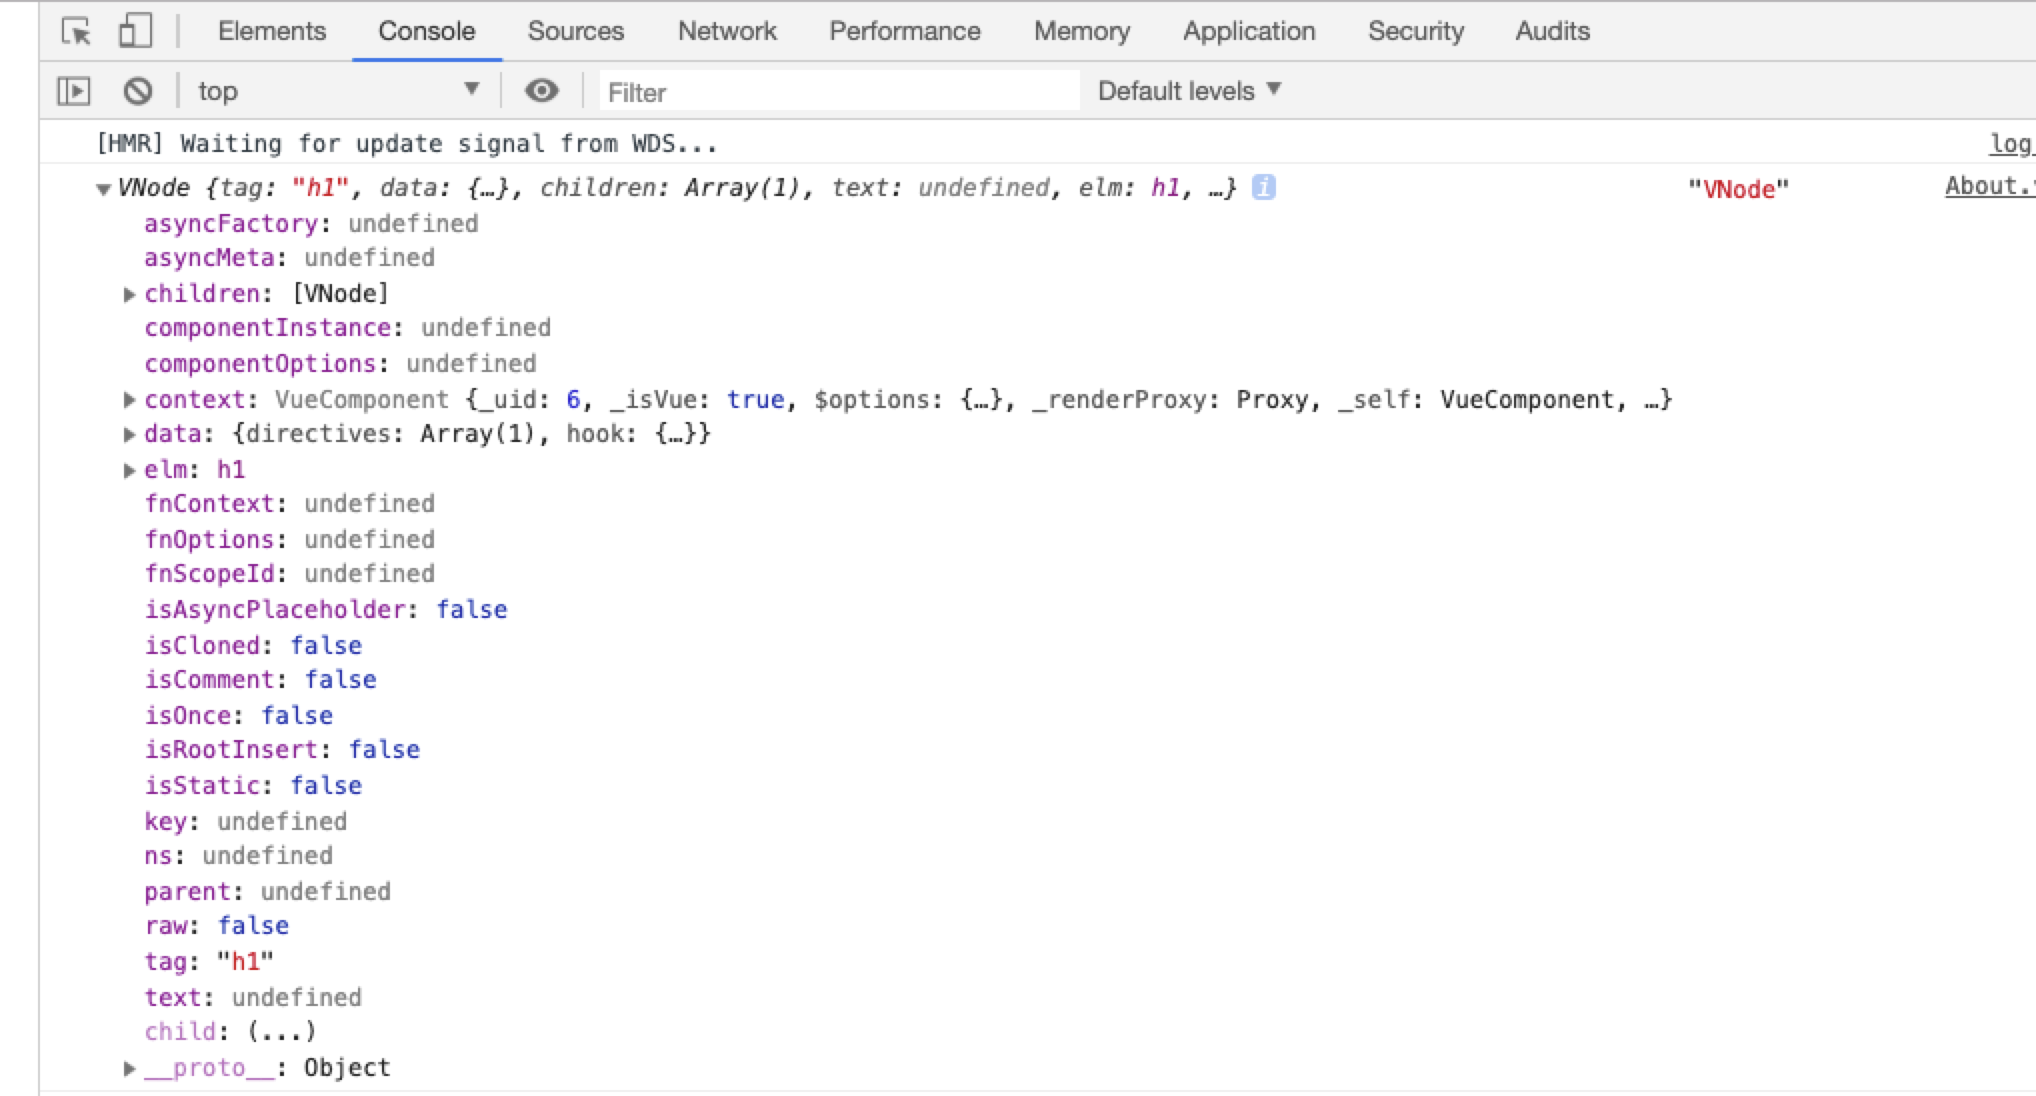 Elements Console Sources Network Performance Memory Application Security Audits
top Filter Default levels
[HMR] Waiting for update signal from WDS... log
VNode {tag: "h1", data: {…}, children: Array(1), text: undefined, elm: h1, …} i "VNode" About.
asyncFactory: undefined
asyncMeta: undefined
children: [VNode]
componentInstance: undefined
componentOptions: undefined
context: VueComponent {_uid: 6, _isVue: true, $options: {…}, _renderProxy: Proxy, _self: VueComponent, …}
data: {directives: Array(1), hook: {…}}
elm: h1
fnContext: undefined
fnOptions: undefined
fnScopeId: undefined
isAsyncPlaceholder: false
isCloned: false
isComment: false
isOnce: false
isRootInsert: false
isStatic: false
key: undefined
ns: undefined
parent: undefined
raw: false
tag: "h1"
text: undefined
child: (...)
__proto__: Object